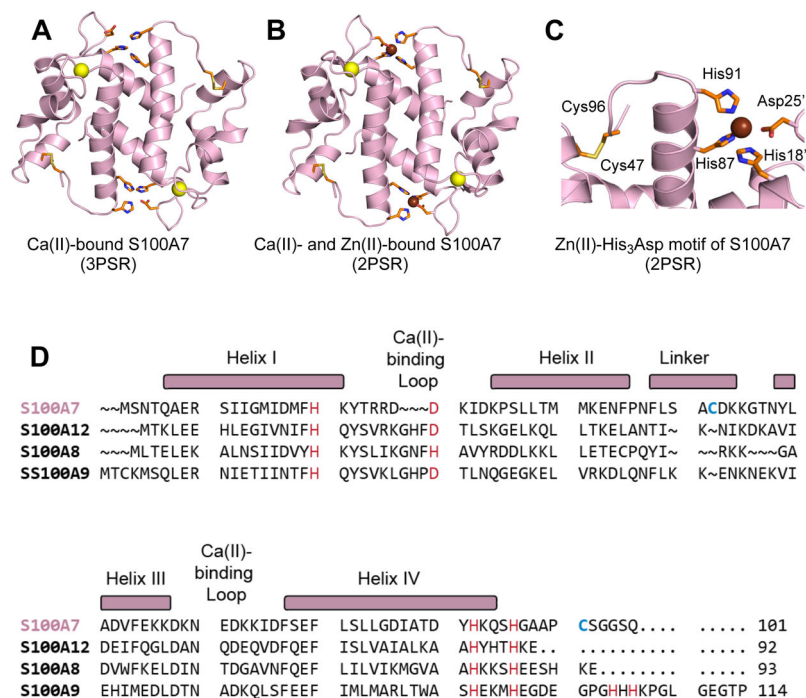 A
B
C
His91
Asp25'
Cys96
Cys47
His87
His18'
Ca(II)-bound S100A7
(3PSR)
Ca(II)- and Zn(II)-bound S100A7
(2PSR)
Zn(II)-His3Asp motif of S100A7
(2PSR)
D
Helix I
Ca(II)-
binding
Loop
Helix II
Linker
S100A7 ~~MSNTQAER SIIGMIDMFH KYTRRD~~~D KIDKPSLLTM MKENFPNFLS ACDKKGTNYL
S100A12 ~~~~MTKLEE HLEGIVNIFH QYSVRKGHFD TLSKGELKQL LTKELANTI~ K~NIKDKAVI
S100A8 ~~~MLTELEK ALNSIIDVYH KYSLIKGNFH AVYRDDLKKL LETECPQYI~ ~~RKK~~~GA
SS100A9 MTCKMSQLER NIETIINTFH QYSVKLGHPD TLNQGEGKEL VRKDLQNFLK K~ENKNEKVI
Helix III
Ca(II)-
binding
Loop
Helix IV
S100A7 ADVFEKKDKN EDKKIDFSEF LSLLGDIATD YHKQSHGAAP CSGGSQ.... ..... 101
S100A12 DEIFQGLDAN QDEQVDFQEF ISLVAIALKA AHYHTHKE.. .......... ..... 92
S100A8 DVWFKELDIN TDGAVNFQEF LILVIKMGVA AHKKSHEESH KE........ ..... 93
S100A9 EHIMEDLDTN ADKQLSFEEF IMLMARLTWA SHEKMHEGDE GPGHHHKPGL GEGTP 114